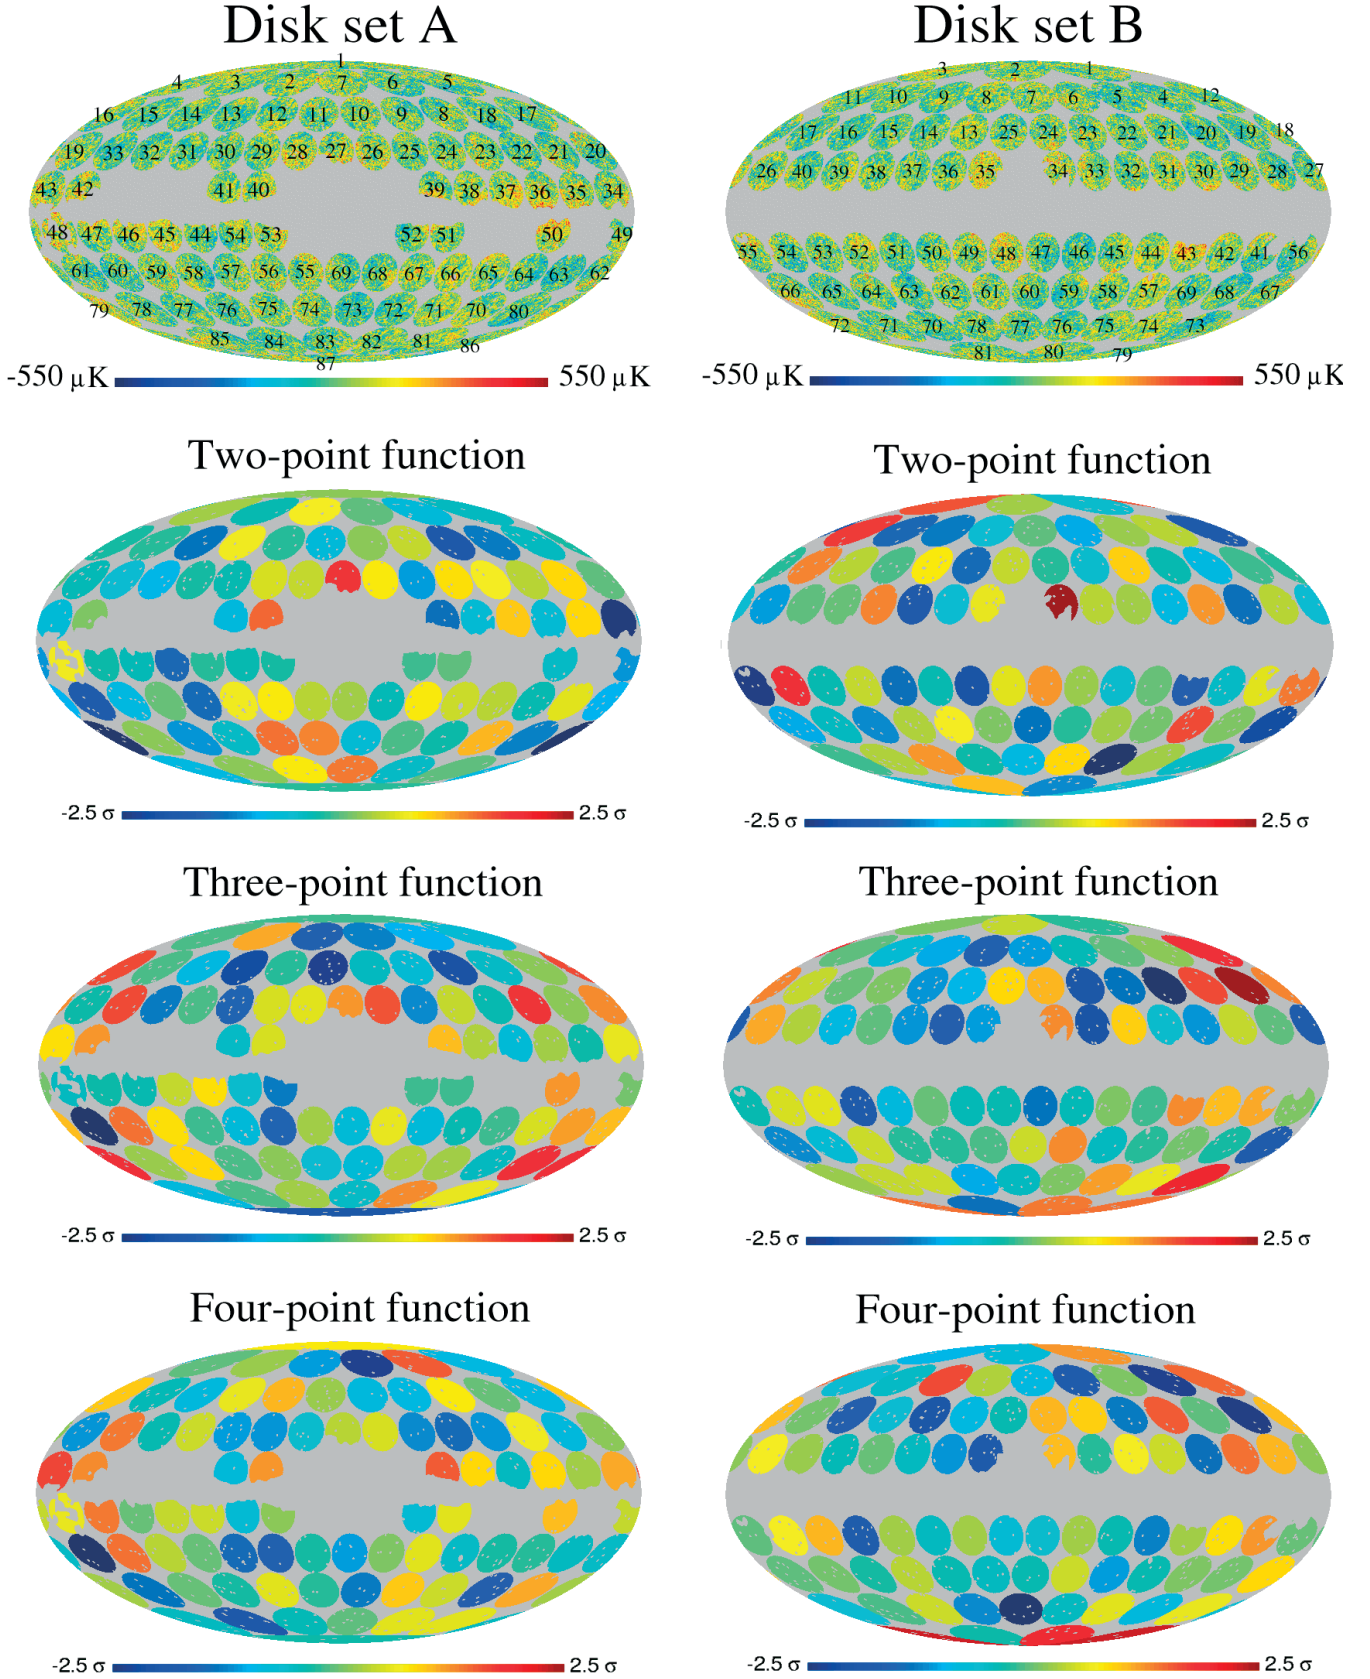 Disk set A
Disk set B
1
4 3 2 7 6 5
16 15 14 13 12 11 10 9 8 18 17
19 33 32 31 30 29 28 27 26 25 24 23 22 21 20
43 42 41 40 39 38 37 36 35 34
48 47 46 45 44 54 53 52 51 50 49
61 60 59 58 57 56 55 69 68 67 66 65 64 63 62
79 78 77 76 75 74 73 72 71 70 80
85 84 83 82 81 86
87
-550 μK 550 μK
3 2 1
11 10 9 8 7 6 5 4 12
17 16 15 14 13 25 24 23 22 21 20 19 18
26 40 39 38 37 36 35 34 33 32 31 30 29 28 27
55 54 53 52 51 50 49 48 47 46 45 44 43 42 41 56
66 65 64 63 62 61 60 59 58 57 69 68 67
72 71 70 78 77 76 75 74 73
81 80 79
-550 μK 550 μK
Two-point function
Two-point function
-2.5 σ 2.5 σ
-2.5 σ 2.5 σ
Three-point function
Three-point function
-2.5 σ 2.5 σ
-2.5 σ 2.5 σ
Four-point function
Four-point function
-2.5 σ 2.5 σ
-2.5 σ 2.5 σ